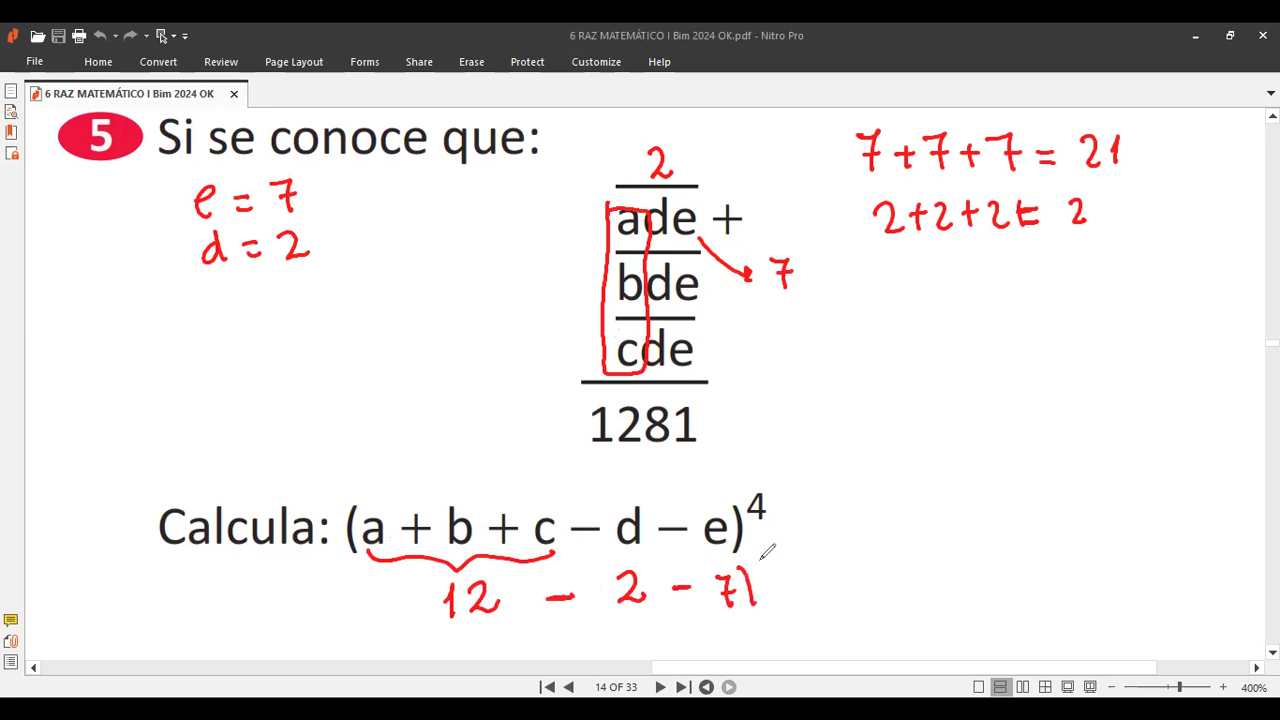 6 RAZ MATEMÁTICO I Bim 2024 OK.pdf - Nitro Pro
File Home Convert Review Page Layout Forms Share Erase Protect Customize Help
6 RAZ MATEMÁTICO I Bim 2024 OK
5 Si se conoce que:
e = 7
d = 2
2
ade +
bde
cde
1281
7
7 + 7 + 7 = 21
2 + 2 + 2 = 2
Calcula: (a + b + c − d − e)⁴
12 - 2 - 7)
14 OF 33
400%